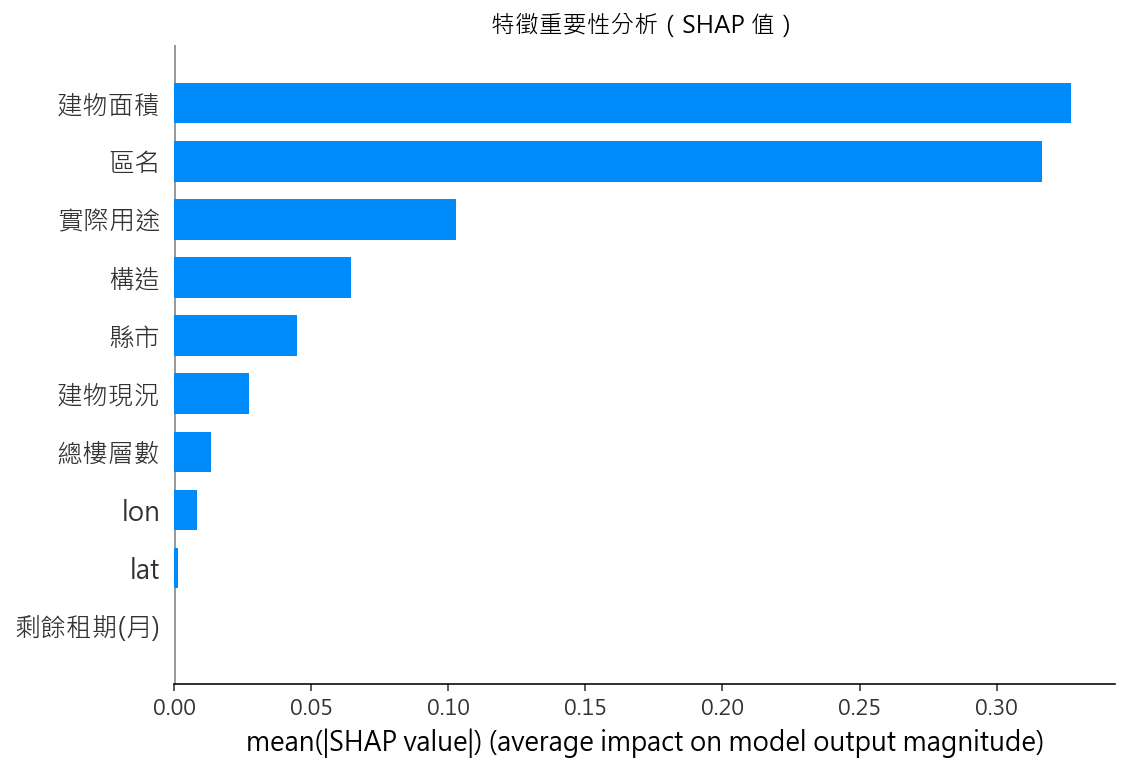 特徵重要性分析（SHAP 值）
建物面積
區名
實際用途
構造
縣市
建物現況
總樓層數
lon
lat
剩餘租期(月)
0.00 0.05 0.10 0.15 0.20 0.25 0.30
mean(|SHAP value|) (average impact on model output magnitude)